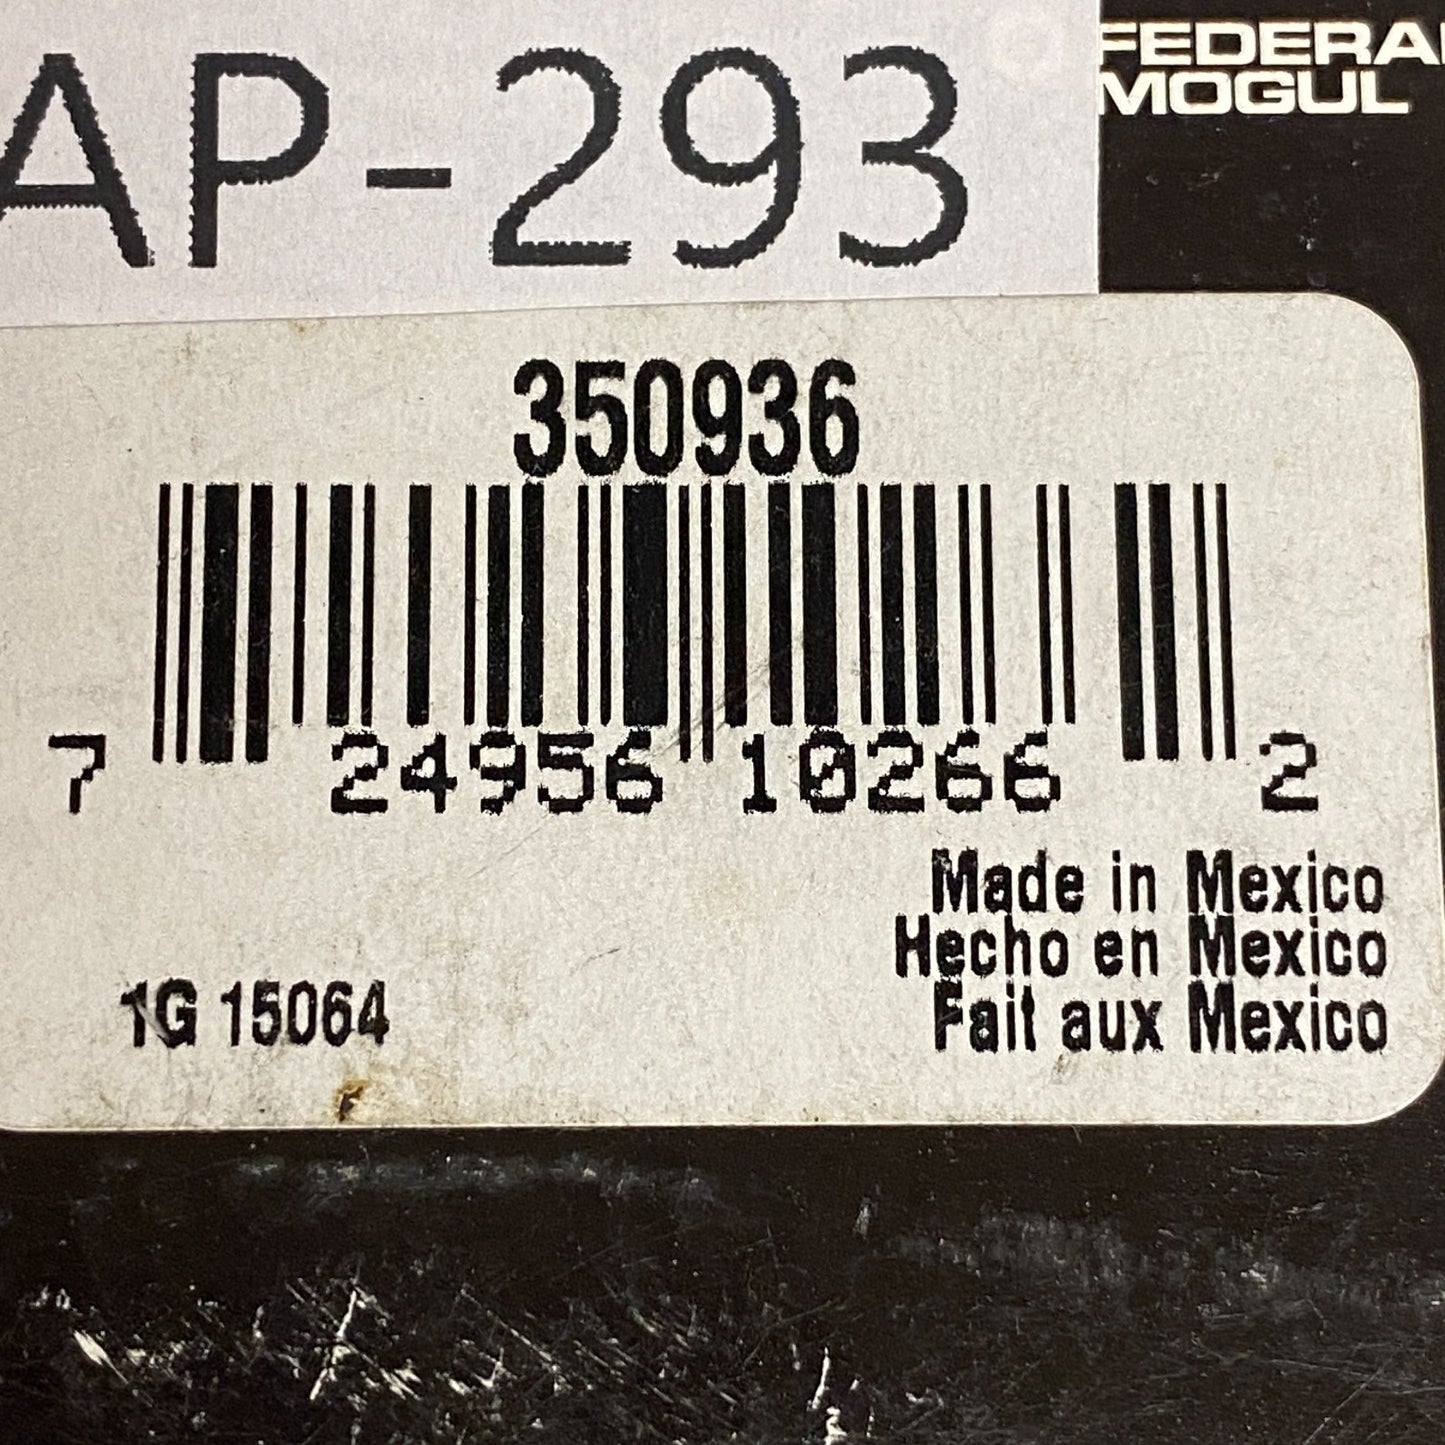 AP-293
FEDERAL
MOGUL
350936
7 24956 10266 2
Made in Mexico
Hecho en Mexico
Fait aux Mexico
1G 15064